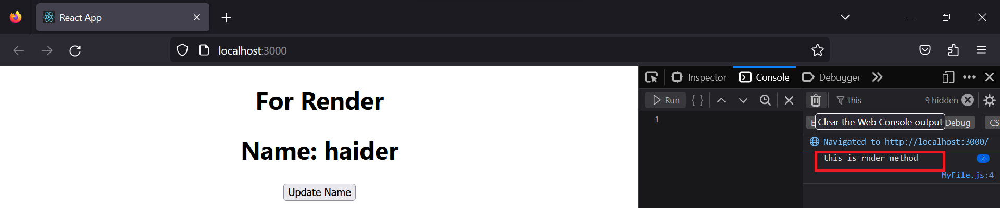 React App
localhost:3000
Inspector Console Debugger
Run { } this 9 hidden
For Render
1
E Clear the Web Console output Debug CS
Navigated to http://localhost:3000/
Name: haider
this is rnder method 2
MyFile.js:4
Update Name